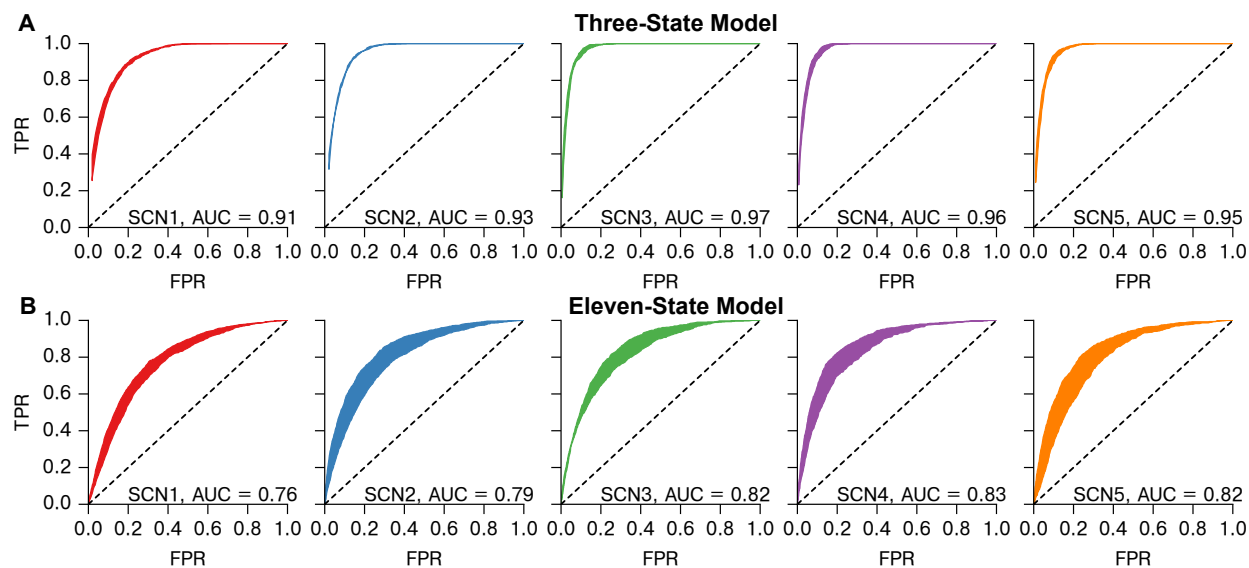 A
Three-State Model
TPR
1.0
0.8
0.6
0.4
0.2
0.0
SCN1, AUC = 0.91
SCN2, AUC = 0.93
SCN3, AUC = 0.97
SCN4, AUC = 0.96
SCN5, AUC = 0.95
0.0 0.2 0.4 0.6 0.8 1.0
0.0 0.2 0.4 0.6 0.8 1.0
0.0 0.2 0.4 0.6 0.8 1.0
0.0 0.2 0.4 0.6 0.8 1.0
0.0 0.2 0.4 0.6 0.8 1.0
FPR
FPR
FPR
FPR
FPR
B
Eleven-State Model
TPR
1.0
0.8
0.6
0.4
0.2
0.0
SCN1, AUC = 0.76
SCN2, AUC = 0.79
SCN3, AUC = 0.82
SCN4, AUC = 0.83
SCN5, AUC = 0.82
0.0 0.2 0.4 0.6 0.8 1.0
0.0 0.2 0.4 0.6 0.8 1.0
0.0 0.2 0.4 0.6 0.8 1.0
0.0 0.2 0.4 0.6 0.8 1.0
0.0 0.2 0.4 0.6 0.8 1.0
FPR
FPR
FPR
FPR
FPR